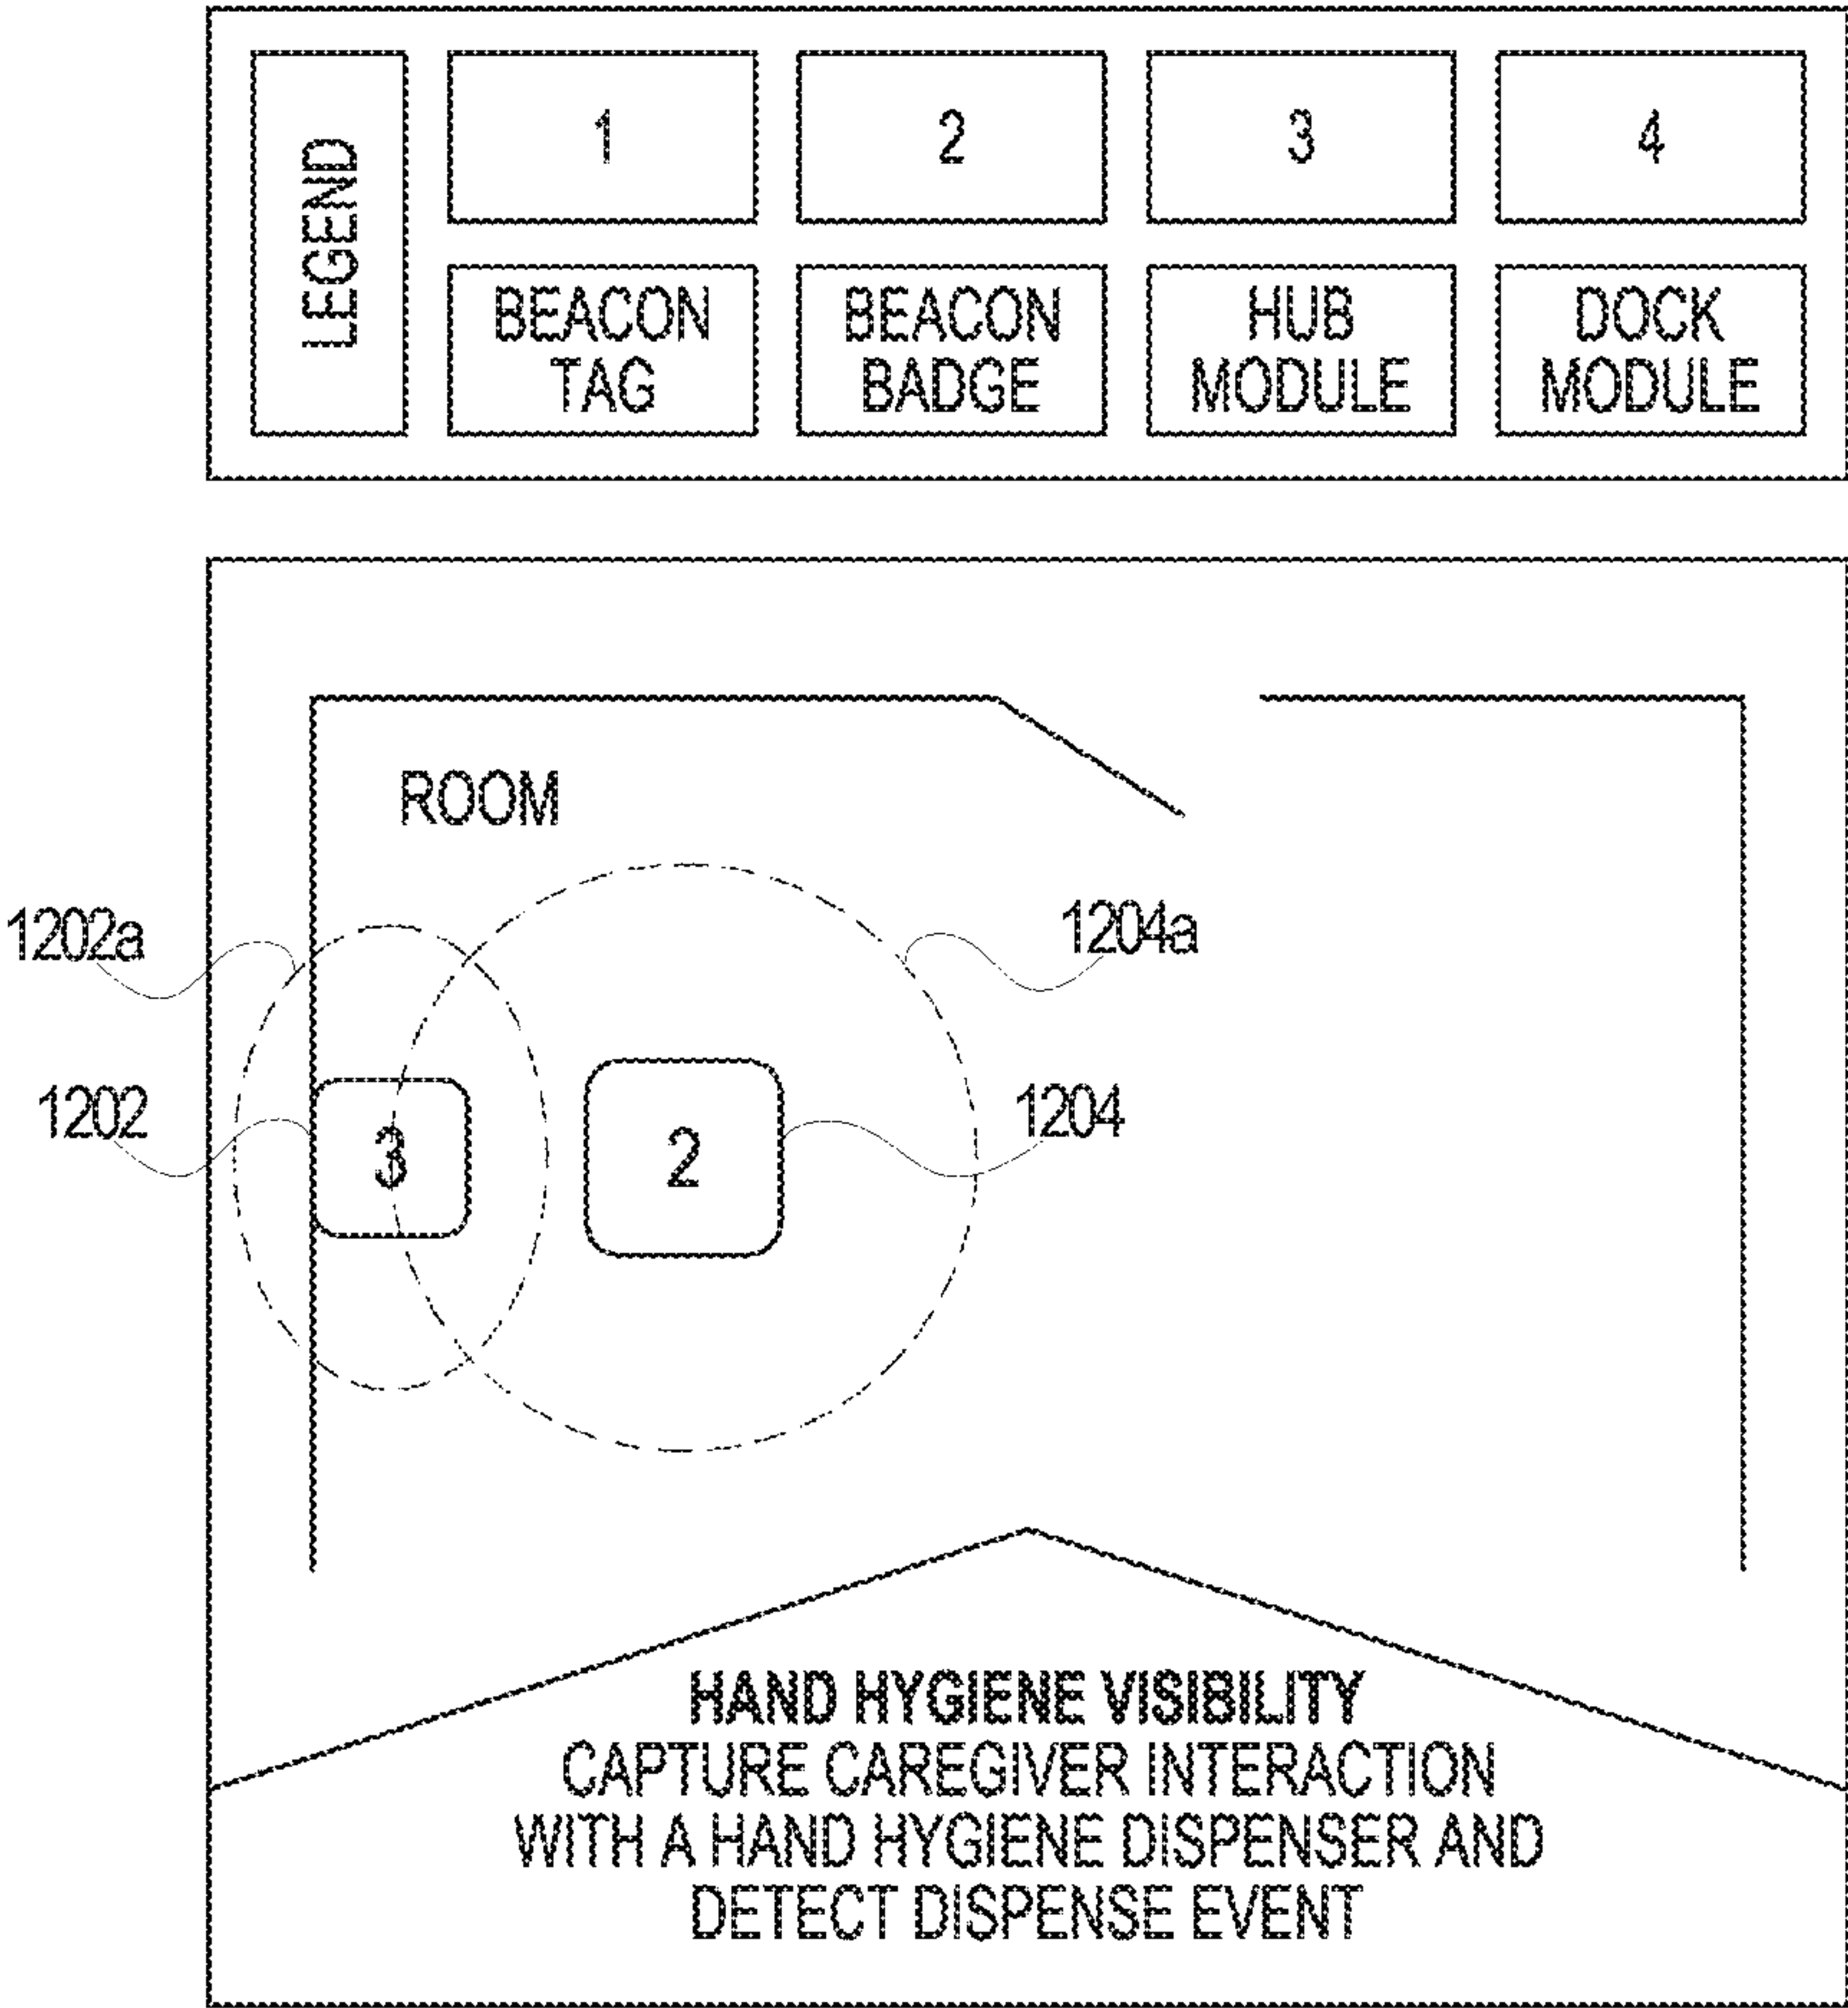 LEGEND
1 2 3 4
BEACON TAG
BEACON BADGE
HUB MODULE
DOCK MODULE
ROOM
1202a
1204a
1202
3
2
1204
HAND HYGIENE VISIBILITY
CAPTURE CAREGIVER INTERACTION
WITH A HAND HYGIENE DISPENSER AND
DETECT DISPENSE EVENT